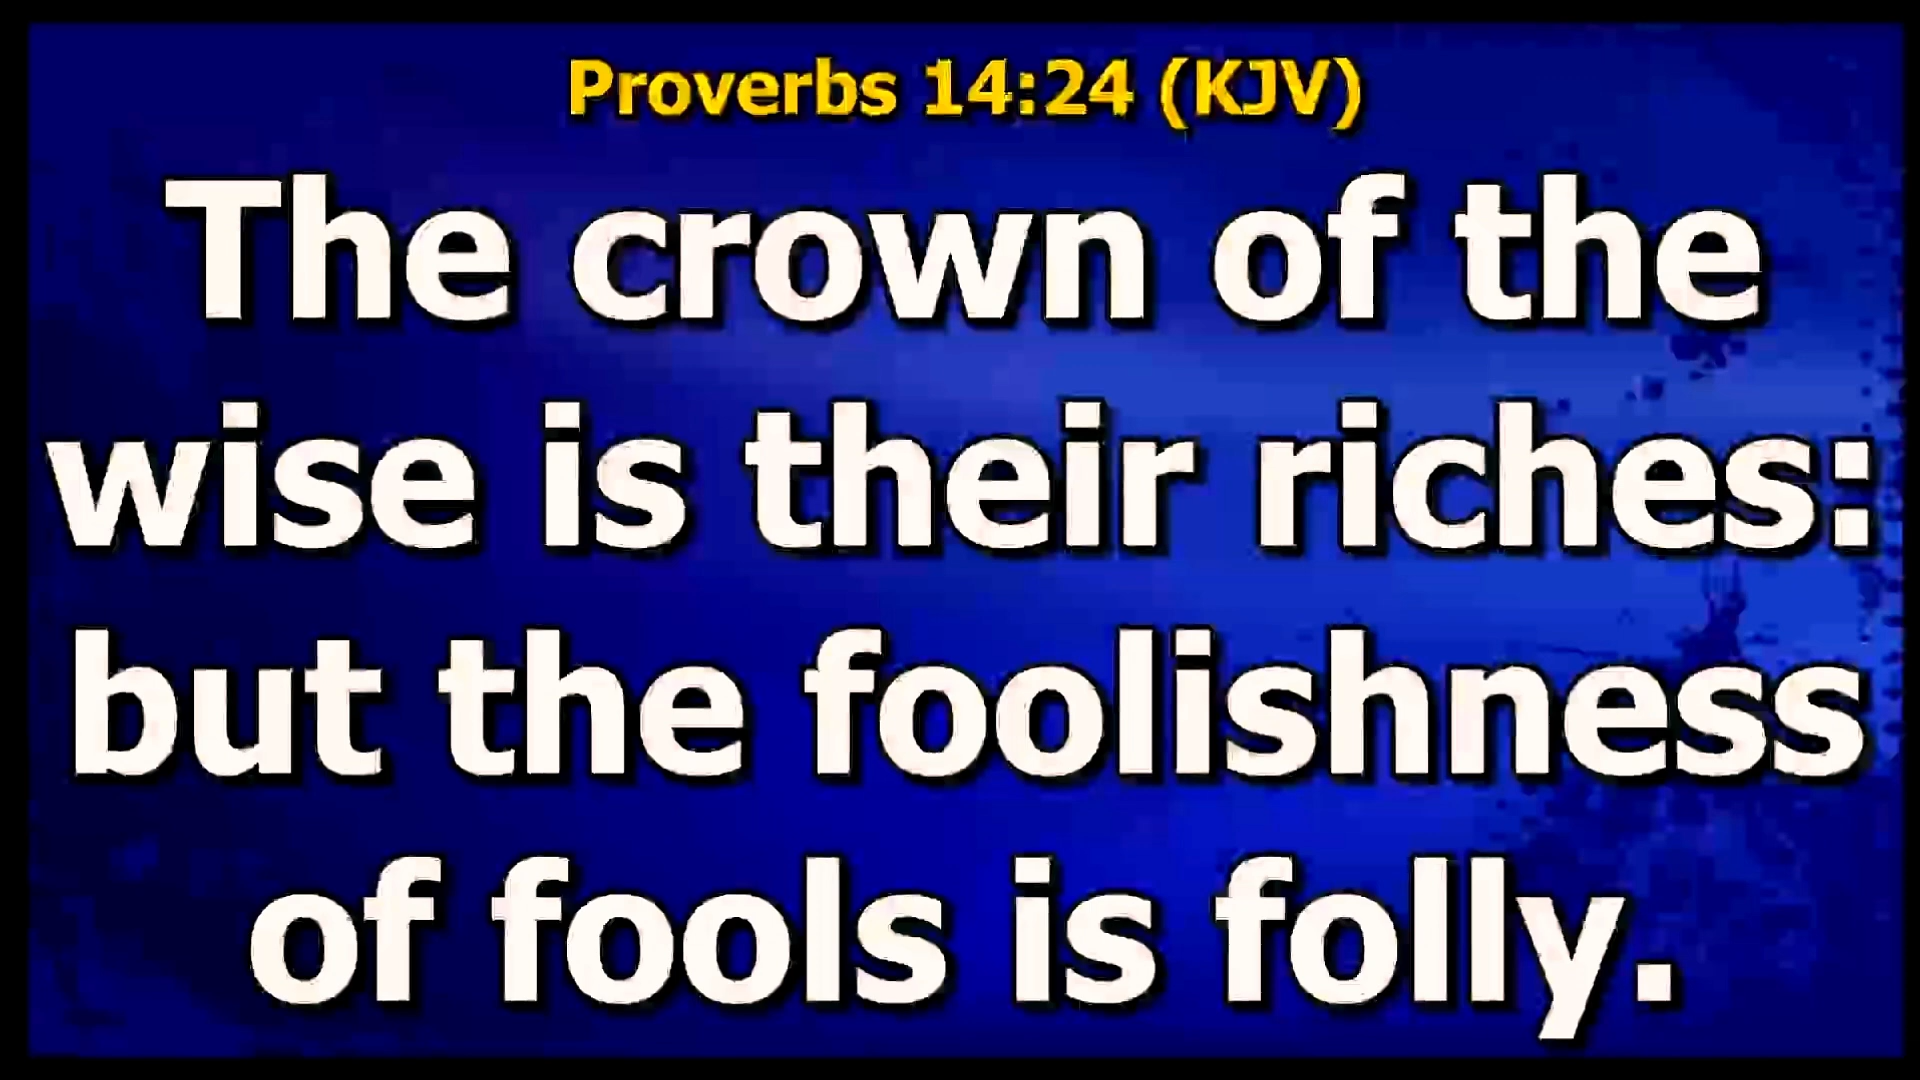 Proverbs 14:24 (KJV)
The crown of the
wise is their riches:
but the foolishness
of fools is folly.